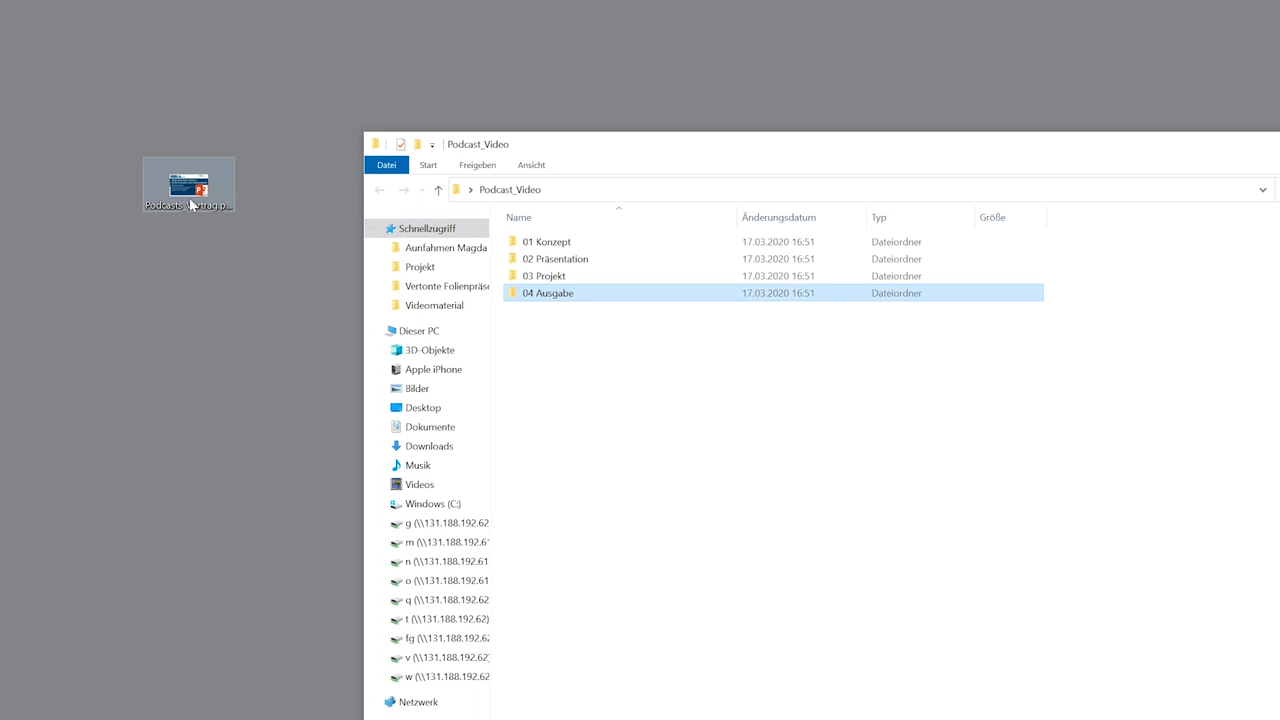 Podcast_Video
Datei Start Freigeben Ansicht
Podcast_Video
Name Änderungsdatum Typ Größe
01 Konzept 17.03.2020 16:51 Dateiordner
02 Präsentation 17.03.2020 16:51 Dateiordner
03 Projekt 17.03.2020 16:51 Dateiordner
04 Ausgabe 17.03.2020 16:51 Dateiordner
Schnellzugriff
Aunfahmen Magda
Projekt
Vertonte Folienpräs
Videomaterial
Dieser PC
3D-Objekte
Apple iPhone
Bilder
Desktop
Dokumente
Downloads
Musik
Videos
Windows (C:)
g (\\131.188.192.62
m (\\131.188.192.61
n (\\131.188.192.61
o (\\131.188.192.61
q (\\131.188.192.62
t (\\131.188.192.62)
fg (\\131.188.192.62
v (\\131.188.192.62)
w (\\131.188.192.62
Netzwerk